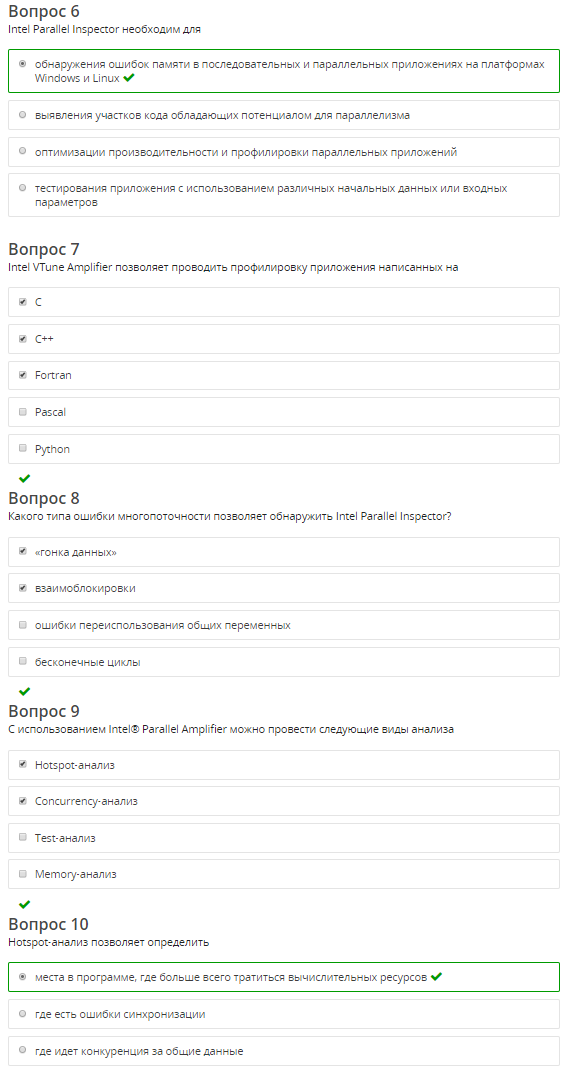 Вопрос 6
Intel Parallel Inspector необходим для
обнаружения ошибок памяти в последовательных и параллельных приложениях на платформах
Windows и Linux
выявления участков кода обладающих потенциалом для параллелизма
оптимизации производительности и профилировки параллельных приложений
тестирования приложения с использованием различных начальных данных или входных
параметров
Вопрос 7
Intel VTune Amplifier позволяет проводить профилировку приложения написанных на
C
C++
Fortran
Pascal
Python
Вопрос 8
Какого типа ошибки многопоточности позволяет обнаружить Intel Parallel Inspector?
«гонка данных»
взаимоблокировки
ошибки переиспользования общих переменных
бесконечные циклы
Вопрос 9
С использованием Intel® Parallel Amplifier можно провести следующие виды анализа
Hotspot-анализ
Concurrency-анализ
Test-анализ
Memory-анализ
Вопрос 10
Hotspot-анализ позволяет определить
места в программе, где больше всего тратиться вычислительных ресурсов
где есть ошибки синхронизации
где идет конкуренция за общие данные